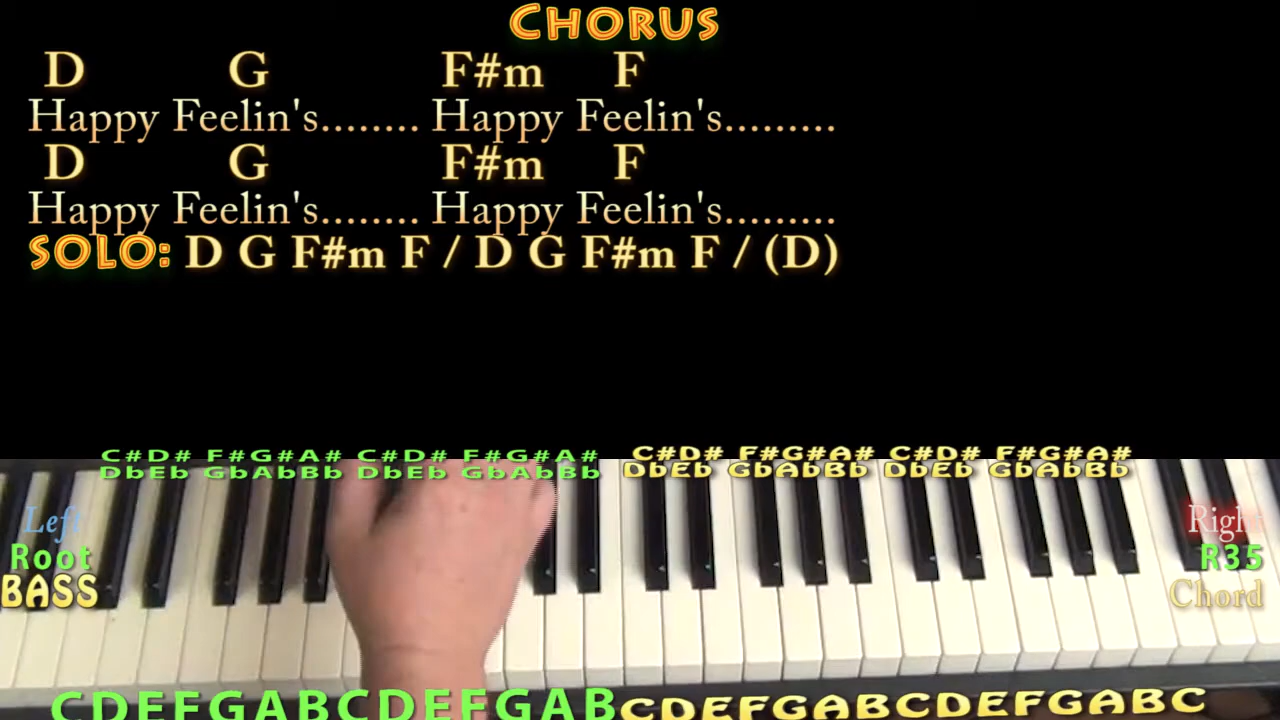 CHORUS
D G F#m F
Happy Feelin's........ Happy Feelin's.........
D G F#m F
Happy Feelin's........ Happy Feelin's.........
SOLO: D G F#m F / D G F#m F / (D)
C#D# F#G#A# C#D# F#G#A# C#D# F#G#A# C#D# F#G#A#
DbEb GbAbBb DbEb GbAbBb DbEb GbAbBb DbEb GbAbBb
Left Right
Root R35
BASS Chord
CDEFGABCDEFGABCDEFGABCDEFGABC